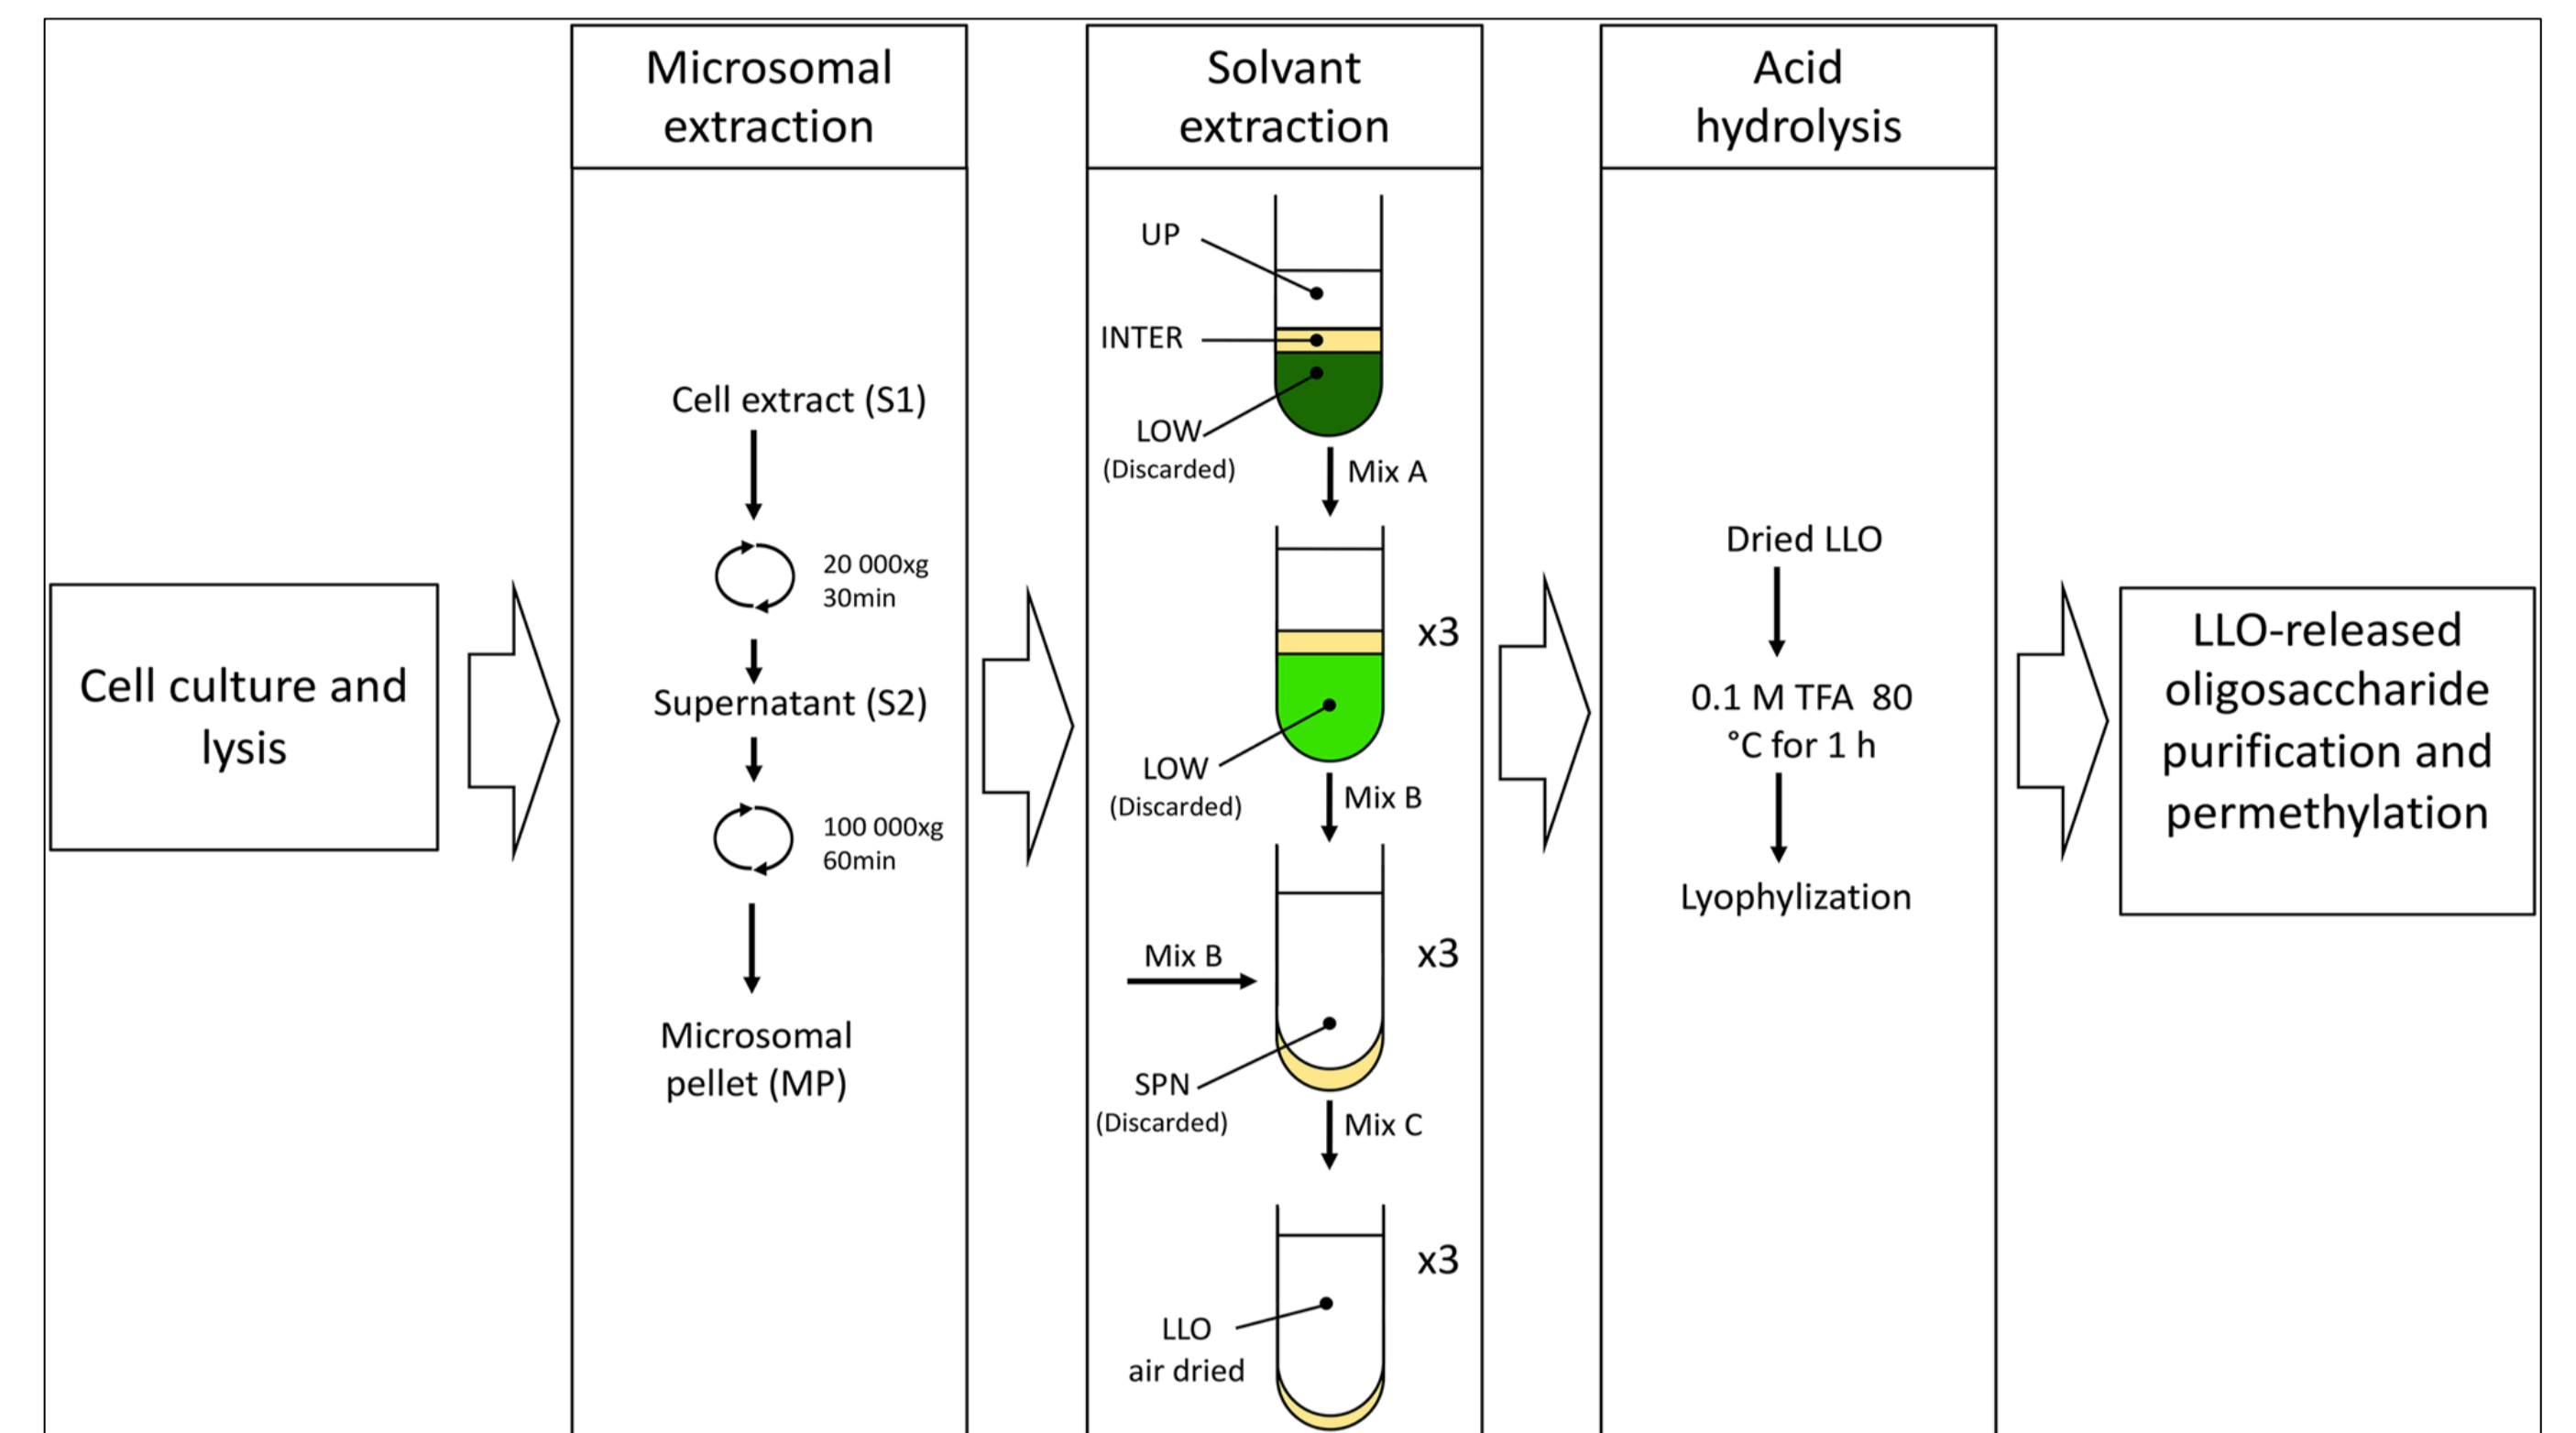 Cell culture and
lysis
Microsomal
extraction
Cell extract (S1)
20 000xg
30min
Supernatant (S2)
100 000xg
60min
Microsomal
pellet (MP)
Solvant
extraction
UP
INTER
LOW
(Discarded)
Mix A
x3
LOW
(Discarded)
Mix B
Mix B
x3
SPN
(Discarded)
Mix C
x3
LLO
air dried
Acid
hydrolysis
Dried LLO
0.1 M TFA 80
°C for 1 h
Lyophylization
LLO-released
oligosaccharide
purification and
permethylation